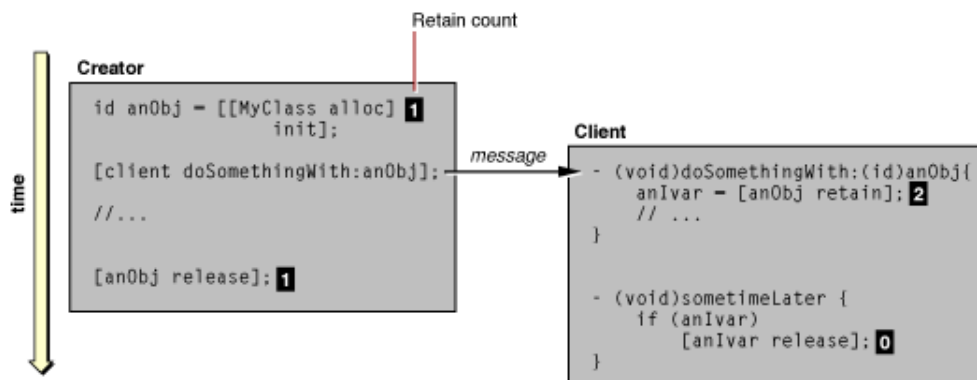 Retain count
time
Creator
id anObj = [[MyClass alloc] 1
init];
[client doSomethingWith:anObj];
//...
[anObj release]; 1
message
Client
- (void)doSomethingWith:(id)anObj{
anIvar = [anObj retain]; 2
// ...
}
- (void)sometimeLater {
if (anIvar)
[anIvar release]; 0
}